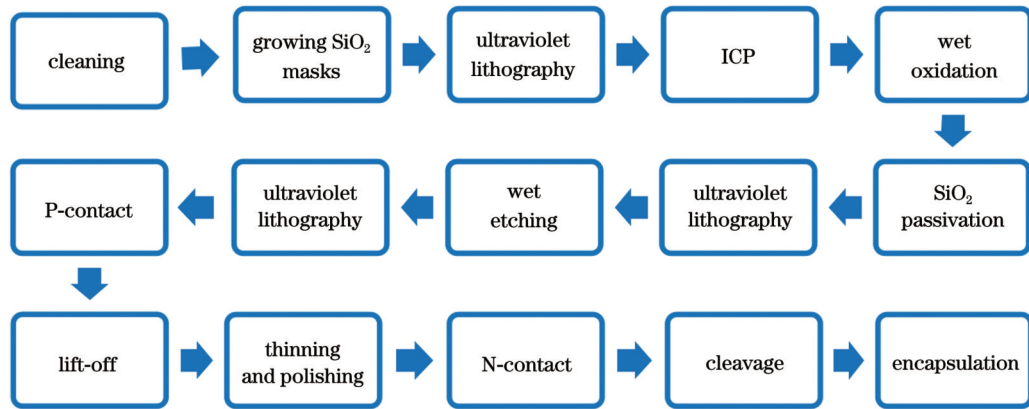 cleaning
growing SiO₂
masks
ultraviolet
lithography
ICP
wet
oxidation
SiO₂
passivation
ultraviolet
lithography
wet
etching
ultraviolet
lithography
P-contact
lift-off
thinning
and polishing
N-contact
cleavage
encapsulation